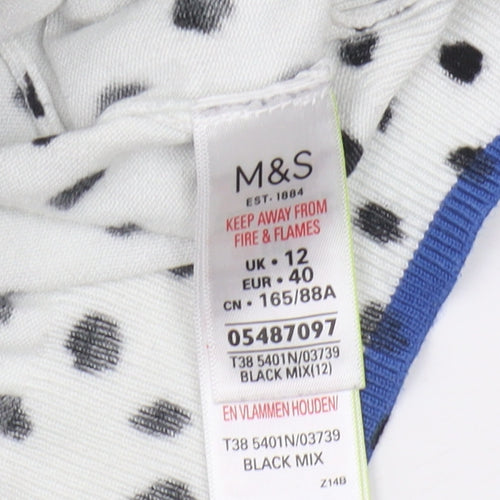 M&S
EST·1884
KEEP AWAY FROM
FIRE & FLAMES
UK • 12
EUR • 40
CN • 165/88A
05487097
T38 5401N/03739
BLACK MIX(12)
EN VLAMMEN HOUDEN/
T38 5401N/03739
BLACK MIX
Z14B